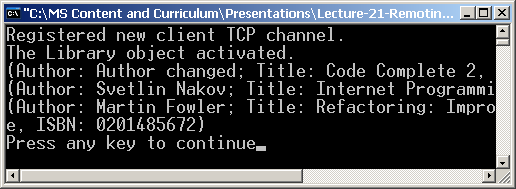 "C:\MS Content and Curriculum\Presentations\Lecture-21-Remotin...
Registered new client TCP channel.
The Library object activated.
(Author: Author changed; Title: Code Complete 2,
(Author: Svetlin Nakov; Title: Internet Programmi
(Author: Martin Fowler; Title: Refactoring: Impro
e, ISBN: 0201485672)
Press any key to continue_